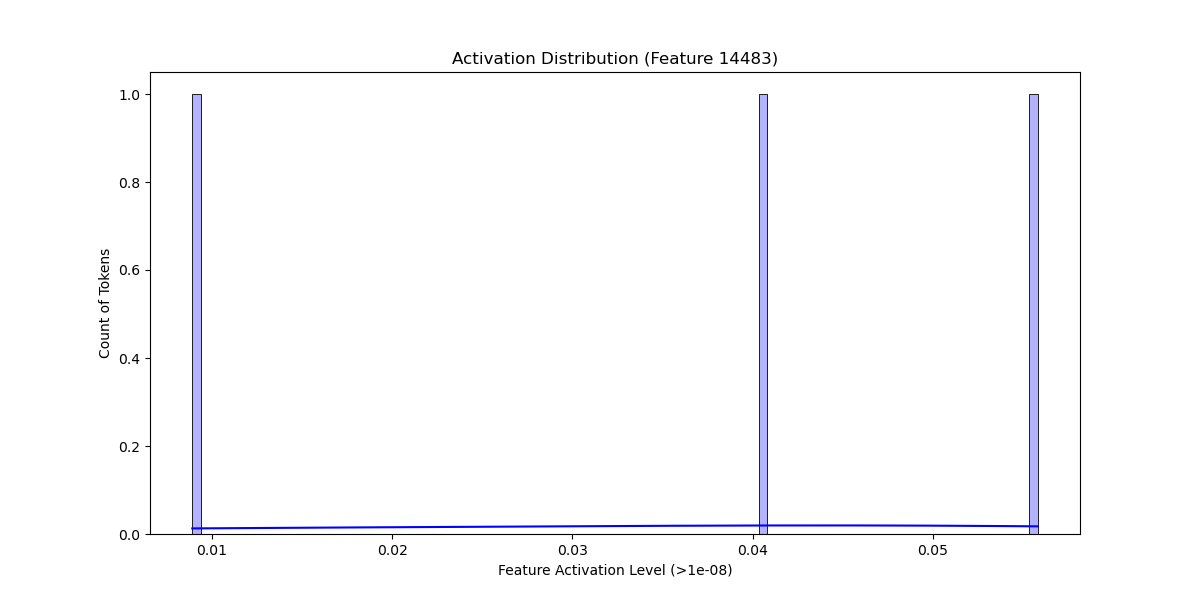 Activation Distribution (Feature 14483)
Count of Tokens
1.0
0.8
0.6
0.4
0.2
0.0
0.01 0.02 0.03 0.04 0.05
Feature Activation Level (>1e-08)